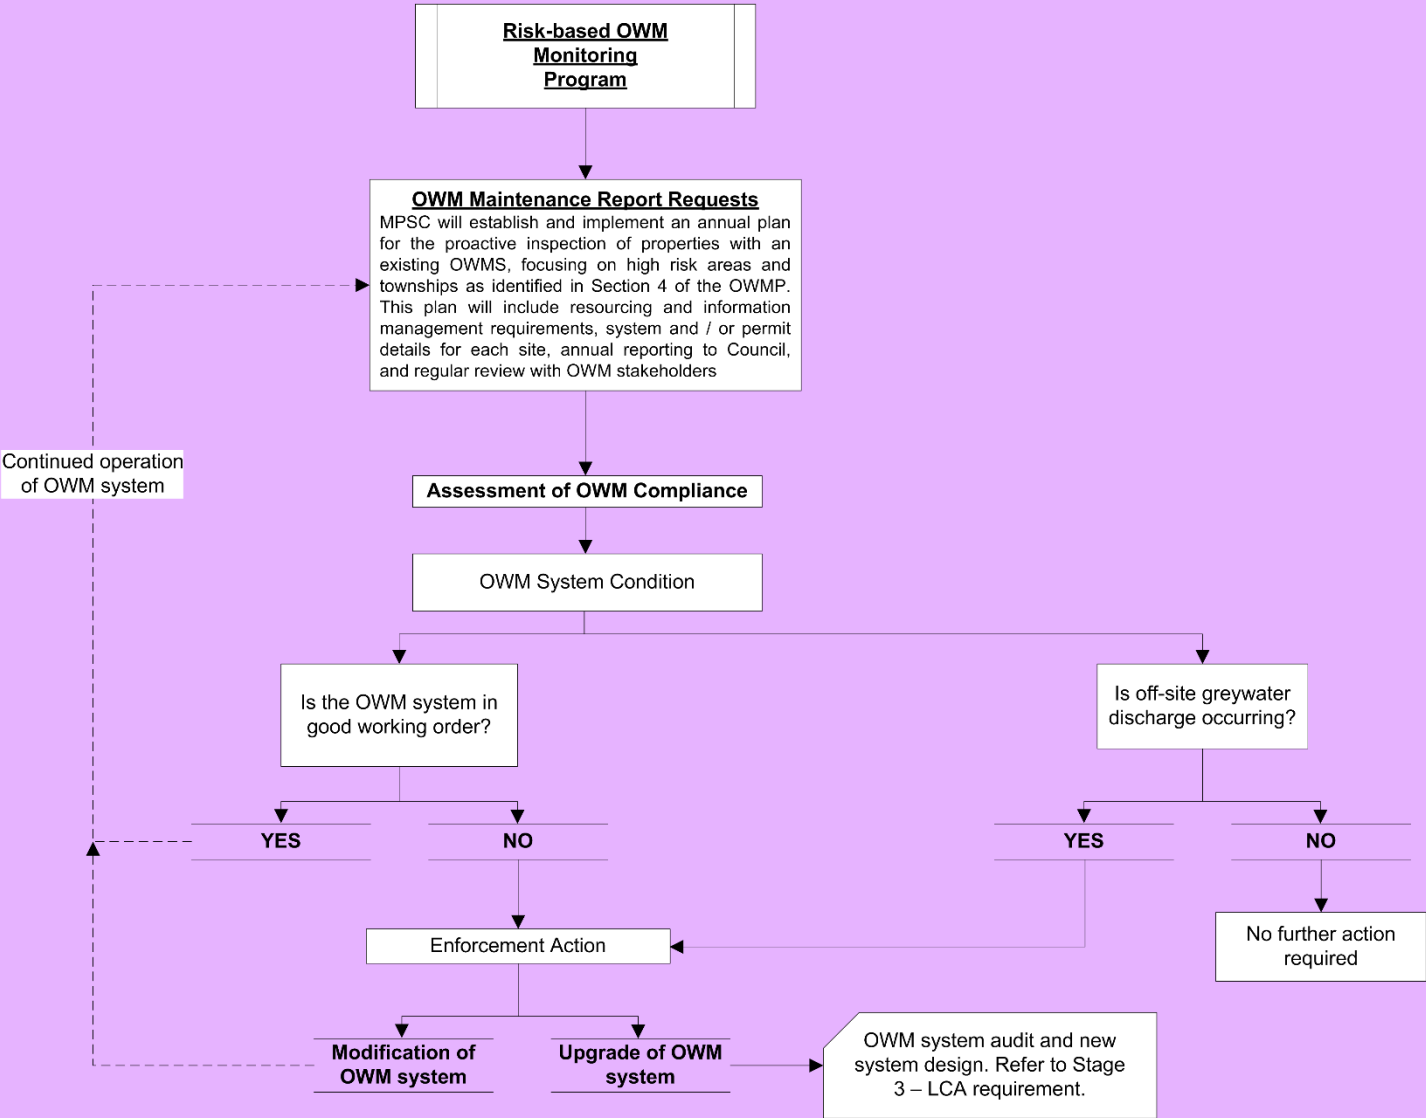 Risk-based OWM
Monitoring
Program
OWM Maintenance Report Requests
MPSC will establish and implement an annual plan
for the proactive inspection of properties with an
existing OWMS, focusing on high risk areas and
townships as identified in Section 4 of the OWMP.
This plan will include resourcing and information
management requirements, system and / or permit
details for each site, annual reporting to Council,
and regular review with OWM stakeholders
Continued operation
of OWM system
Assessment of OWM Compliance
OWM System Condition
Is the OWM system in
good working order?
Is off-site greywater
discharge occurring?
YES
NO
YES
NO
Enforcement Action
No further action
required
Modification of
OWM system
Upgrade of OWM
system
OWM system audit and new
system design. Refer to Stage
3 – LCA requirement.